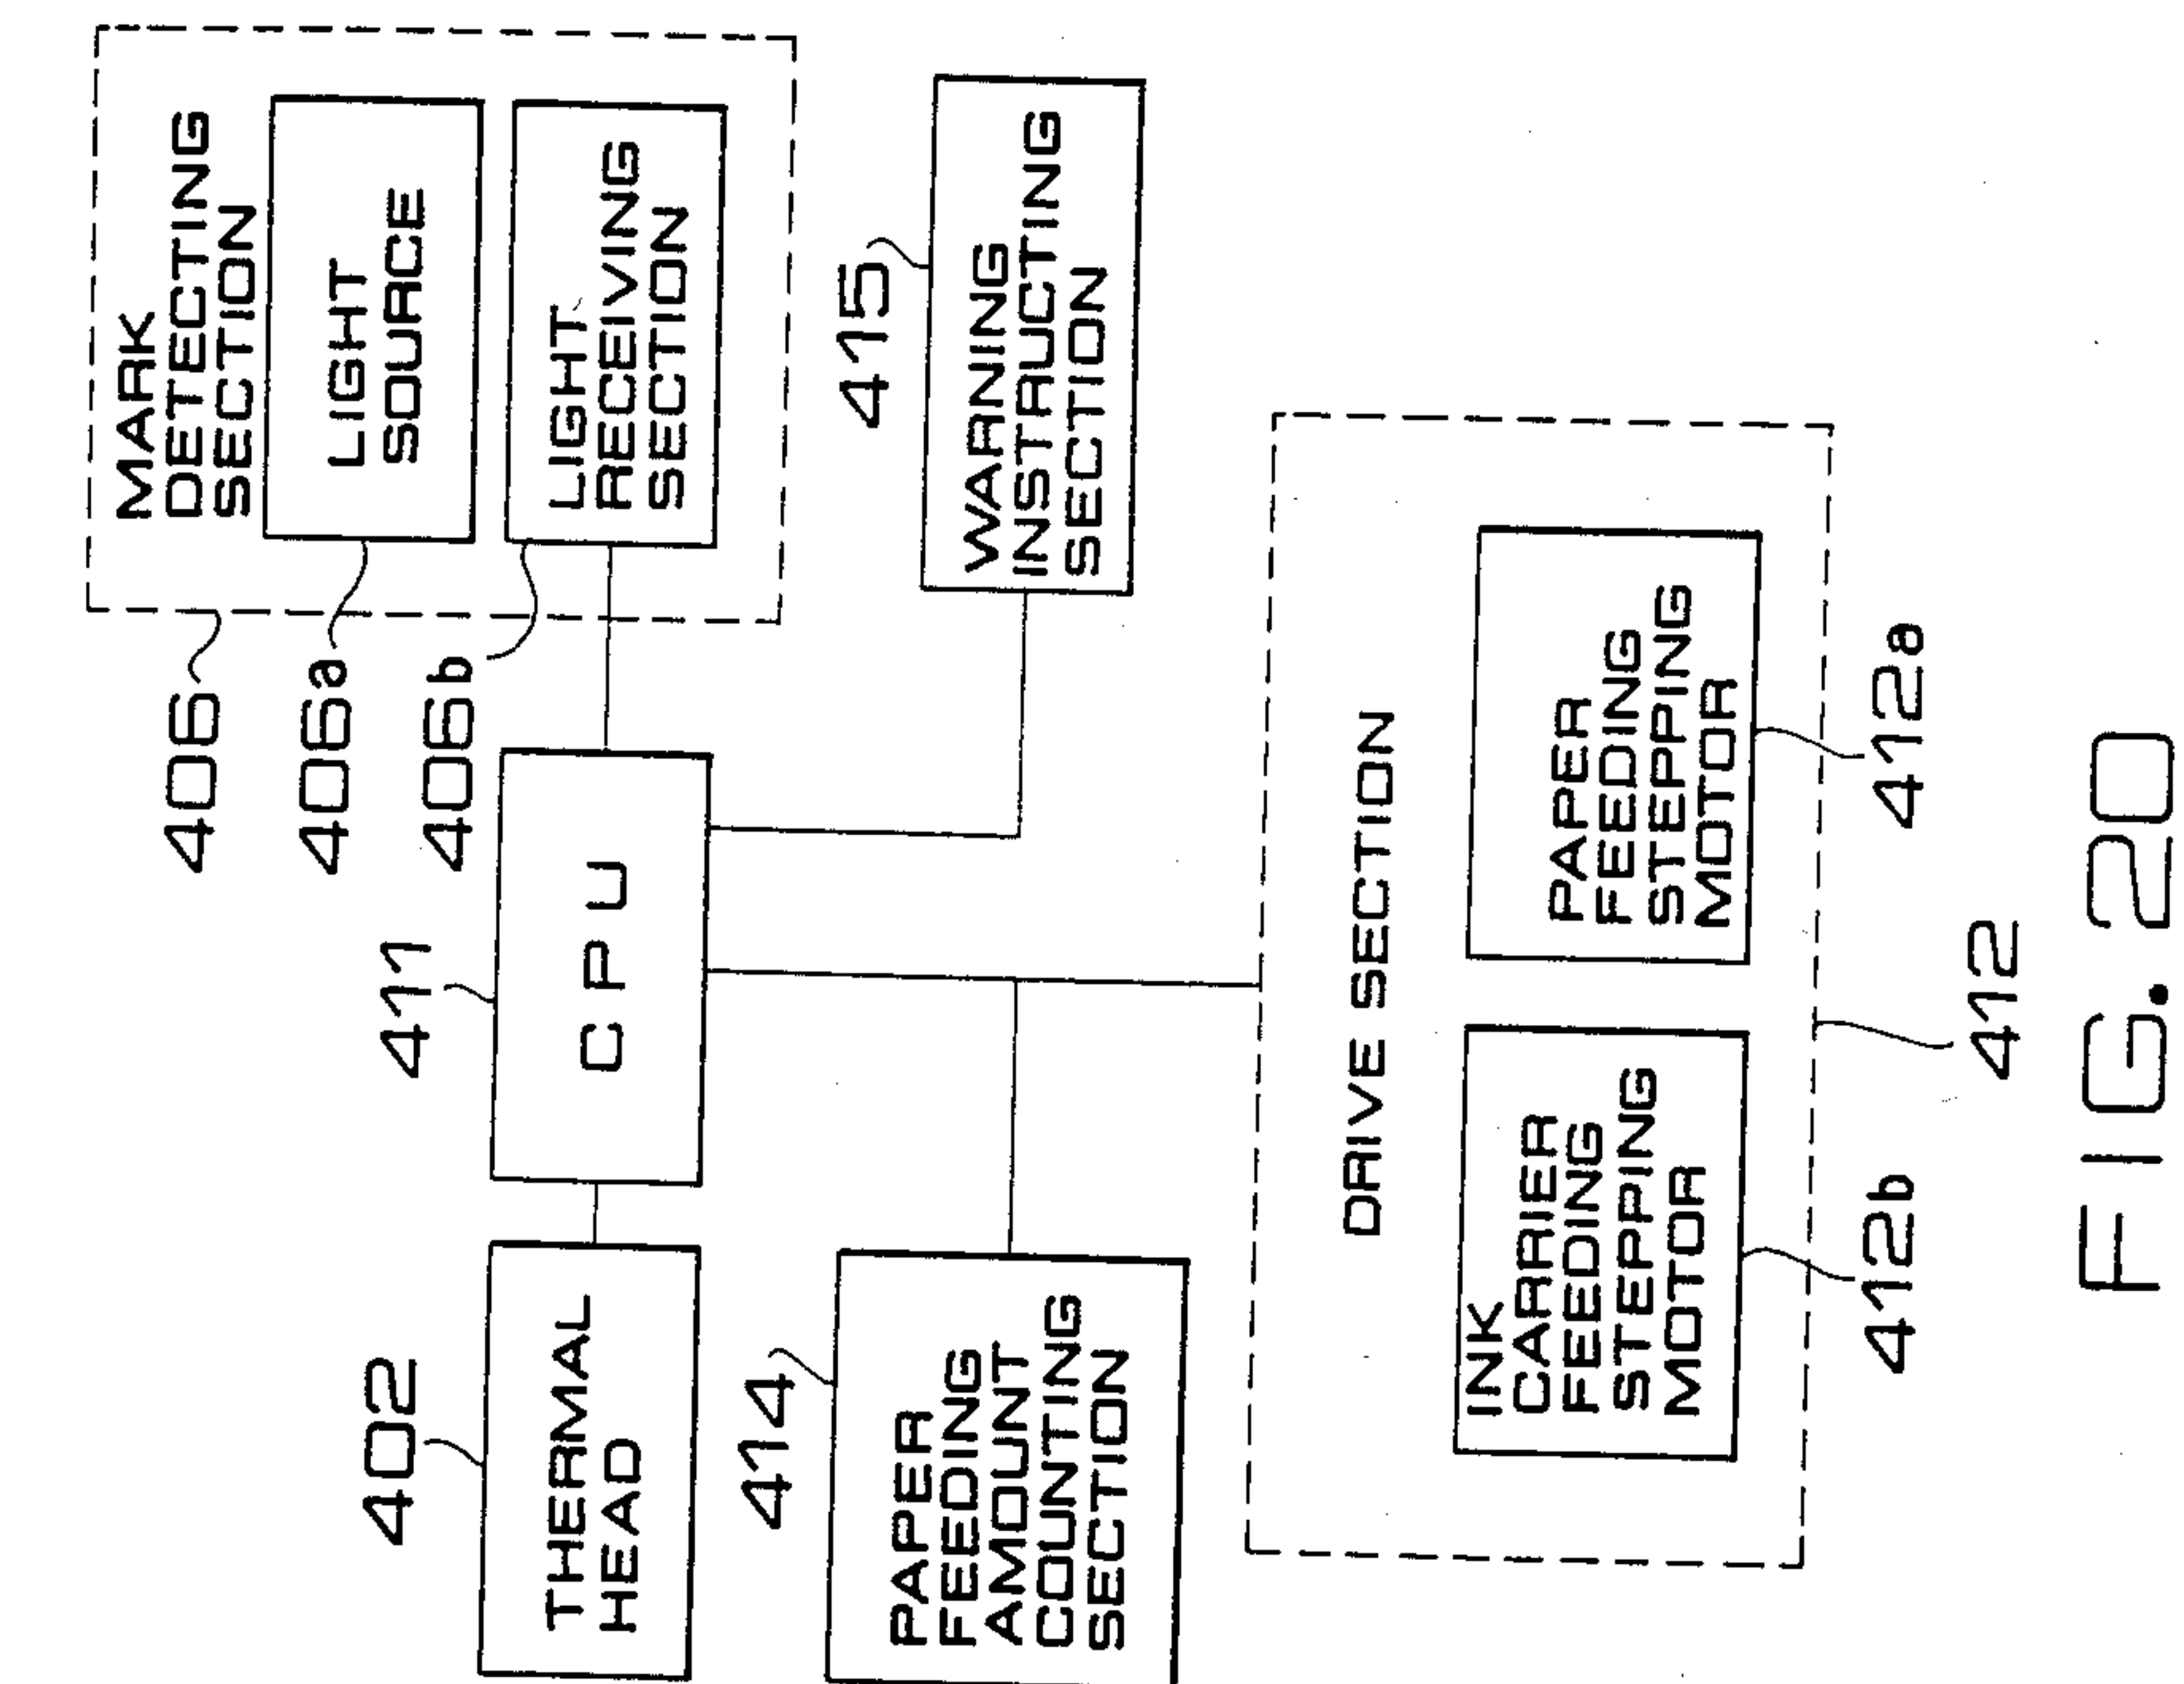 402
THERMAL
HEAD
411
C P U
406
406a
406b
MARK
DETECTING
SECTION
LIGHT
SOURCE
LIGHT
RECEIVING
SECTION
414
PAPER
FEEDING
AMOUNT
COUNTING
SECTION
415
WARNING
INSTRUCTING
SECTION
DRIVE SECTION
INK
CARRIER
FEEDING
STEPPING
MOTOR
PAPER
FEEDING
STEPPING
MOTOR
412b
412a
412
FIG. 20